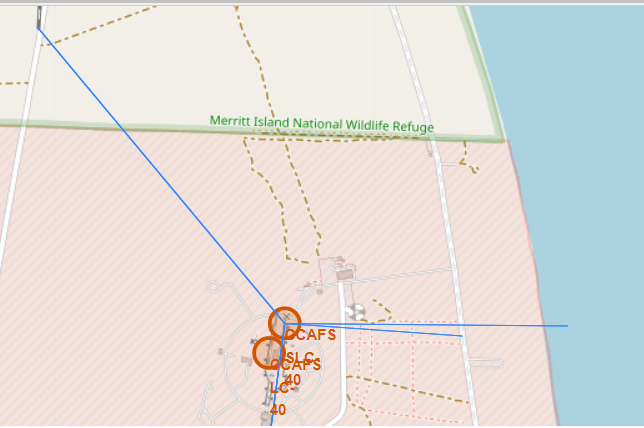 Merritt Island National Wildlife Refuge
CCAFS
SLC-
40
CCAFS
LC-
40